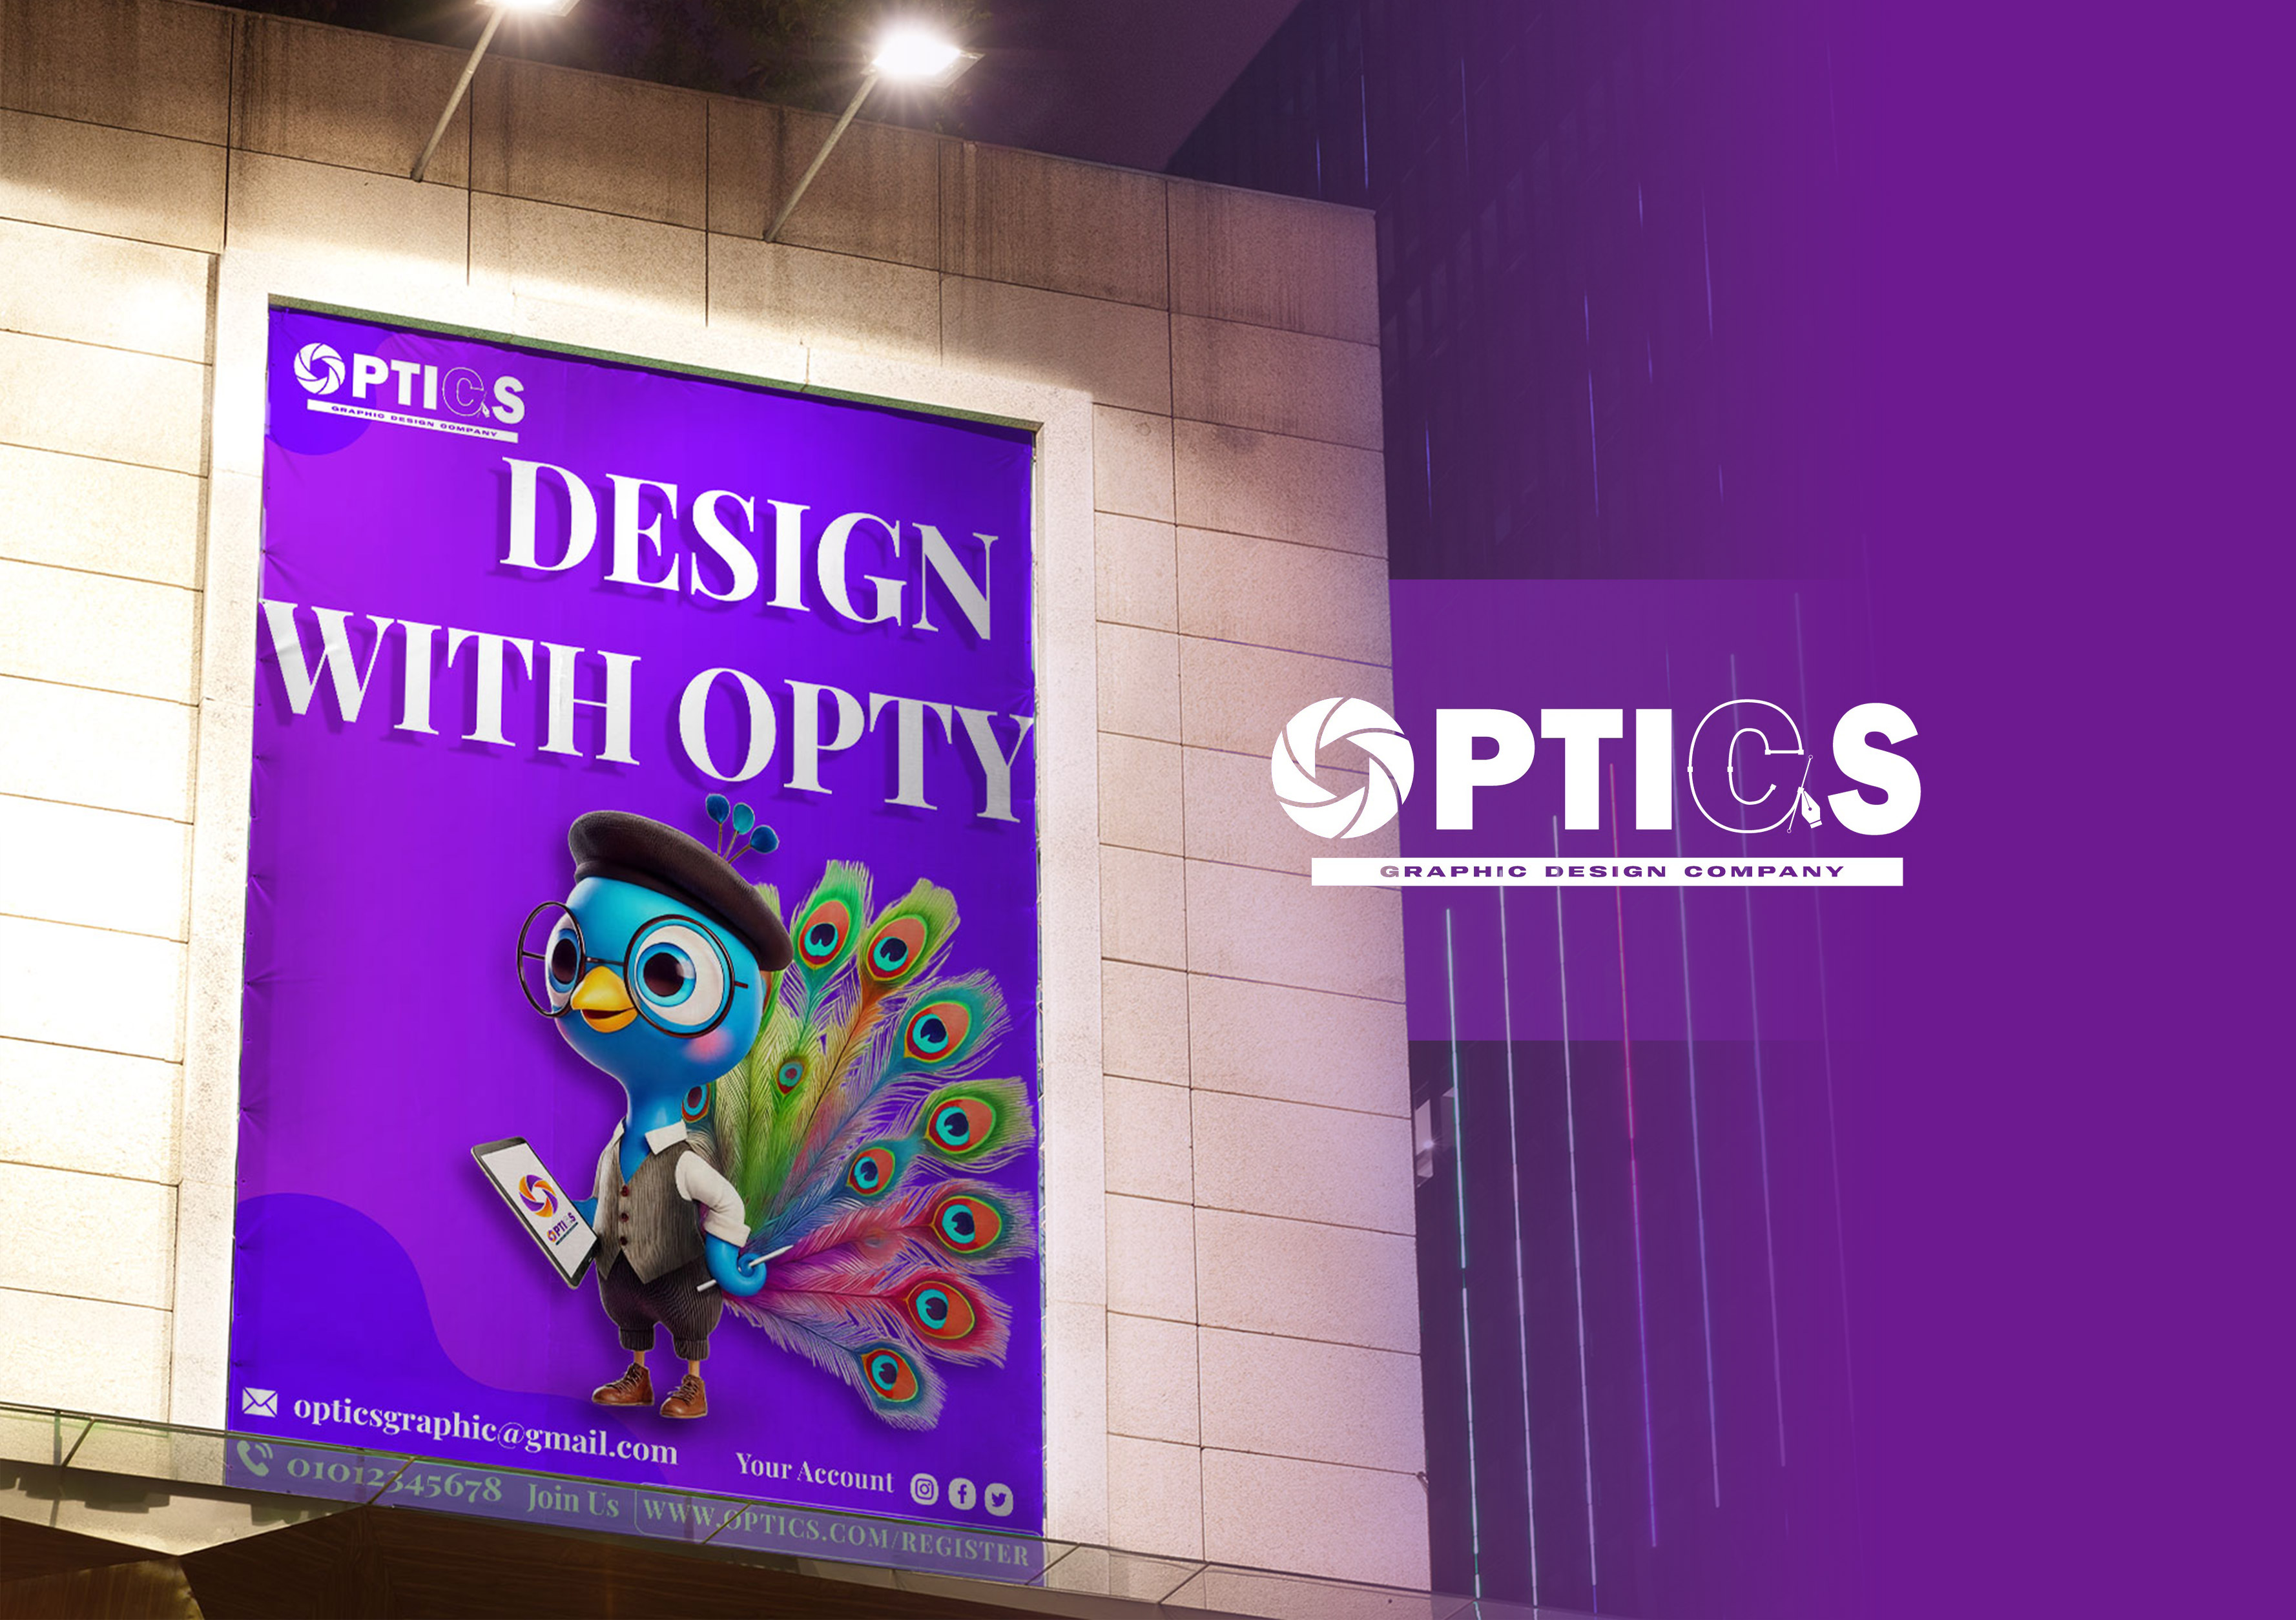 OPTICS
GRAPHIC DESIGN COMPANY
DESIGN
WITH OPTY
OPTICS
opticsgraphic@gmail.com
01012345678
Join Us
WWW.OPTICS.COM/REGISTER
Your Account
OPTICS
GRAPHIC DESIGN COMPANY